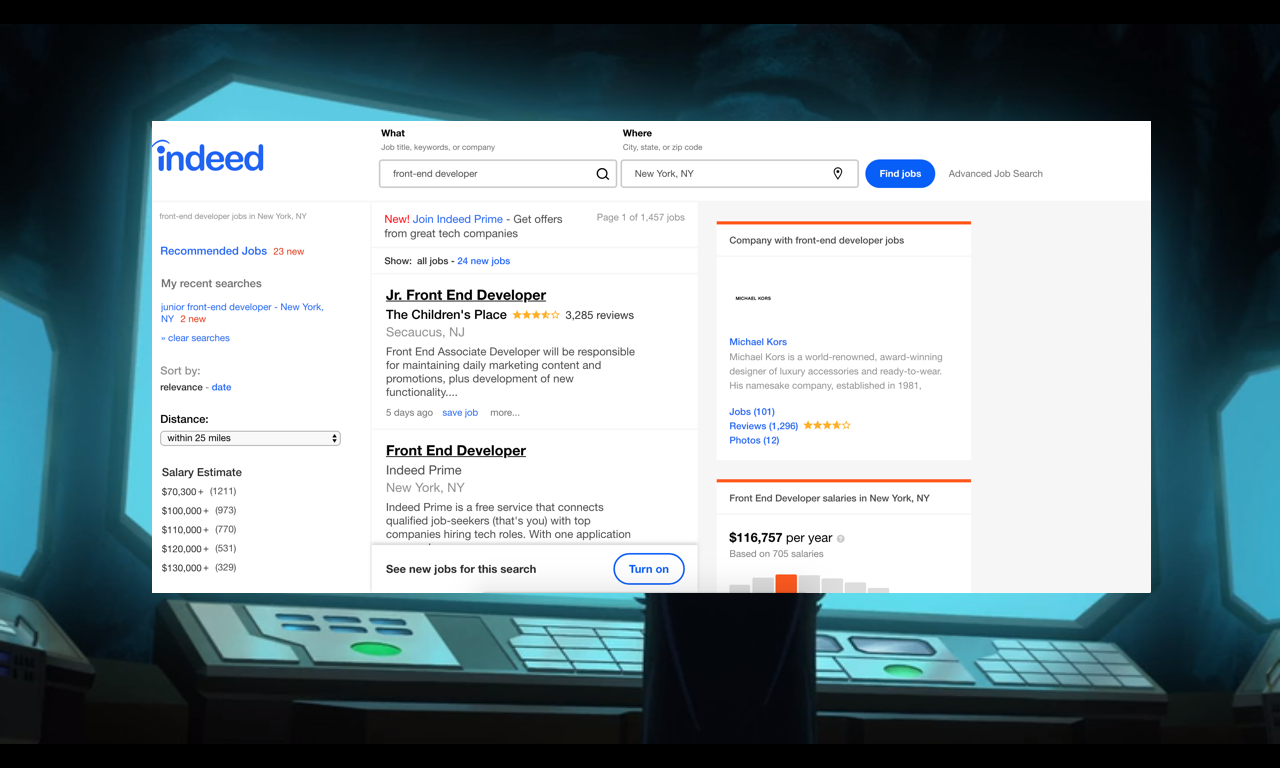 indeed
What
Job title, keywords, or company
front-end developer
Where
City, state, or zip code
New York, NY
Find jobs
Advanced Job Search
front-end developer jobs in New York, NY
Recommended Jobs 23 new
My recent searches
junior front-end developer - New York,
NY 2 new
» clear searches
Sort by:
relevance - date
Distance:
within 25 miles
Salary Estimate
$70,300+ (1211)
$100,000+ (973)
$110,000+ (770)
$120,000+ (531)
$130,000+ (329)
New! Join Indeed Prime - Get offers
from great tech companies
Page 1 of 1,457 jobs
Show: all jobs - 24 new jobs
Jr. Front End Developer
The Children's Place 3,285 reviews
Secaucus, NJ
Front End Associate Developer will be responsible
for maintaining daily marketing content and
promotions, plus development of new
functionality....
5 days ago save job more...
Front End Developer
Indeed Prime
New York, NY
Indeed Prime is a free service that connects
qualified job-seekers (that's you) with top
companies hiring tech roles. With one application
See new jobs for this search
Turn on
Company with front-end developer jobs
MICHAEL KORS
Michael Kors
Michael Kors is a world-renowned, award-winning
designer of luxury accessories and ready-to-wear.
His namesake company, established in 1981,
Jobs (101)
Reviews (1,296)
Photos (12)
Front End Developer salaries in New York, NY
$116,757 per year ?
Based on 705 salaries